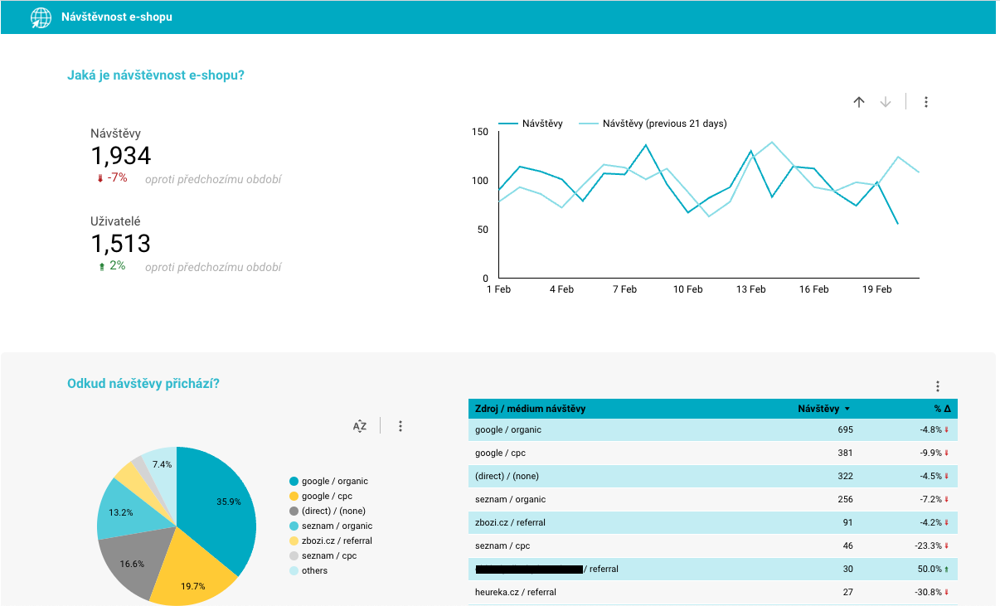 Návštěvnost e-shopu
Jaká je návštěvnost e-shopu?
Návštěvy
1,934
-7% oproti předchozímu období
Uživatelé
1,513
2% oproti předchozímu období
Návštěvy Návštěvy (previous 21 days)
150
100
50
0
1 Feb 4 Feb 7 Feb 10 Feb 13 Feb 16 Feb 19 Feb
Odkud návštěvy přichází?
AZ
7.4%
35.9%
13.2%
16.6%
19.7%
google / organic
google / cpc
(direct) / (none)
seznam / organic
zbozi.cz / referral
seznam / cpc
others
Zdroj / médium návštěvy Návštěvy % Δ
google / organic 695 -4.8%
google / cpc 381 -9.9%
(direct) / (none) 322 -4.5%
seznam / organic 256 -7.2%
zbozi.cz / referral 91 -4.2%
seznam / cpc 46 -23.3%
/ referral 30 50.0%
heureka.cz / referral 27 -30.8%